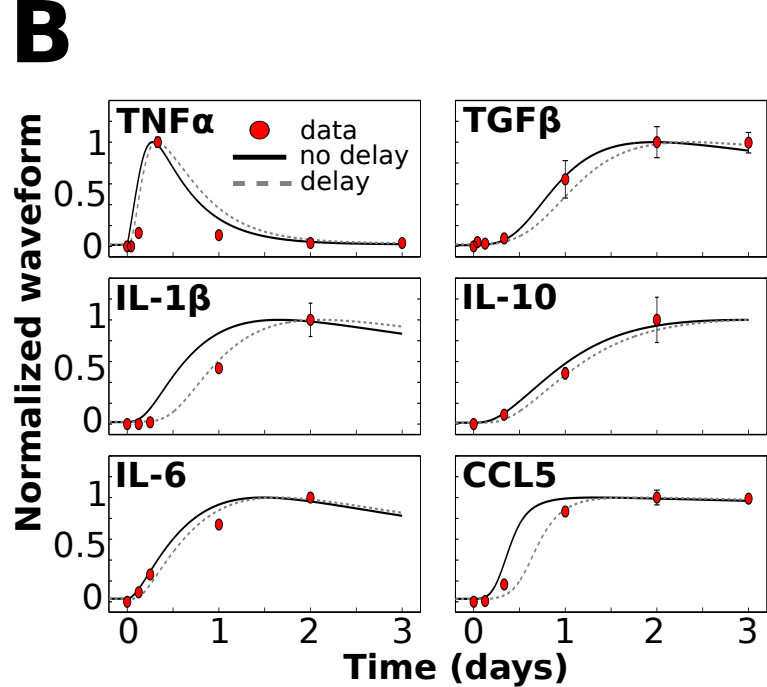 B
Normalized waveform
TNFα
data
no delay
delay
1
0.5
0
TGFβ
IL-1β
1
0.5
0
IL-10
IL-6
1
0.5
0
0 1 2 3
CCL5
0 1 2 3
Time (days)